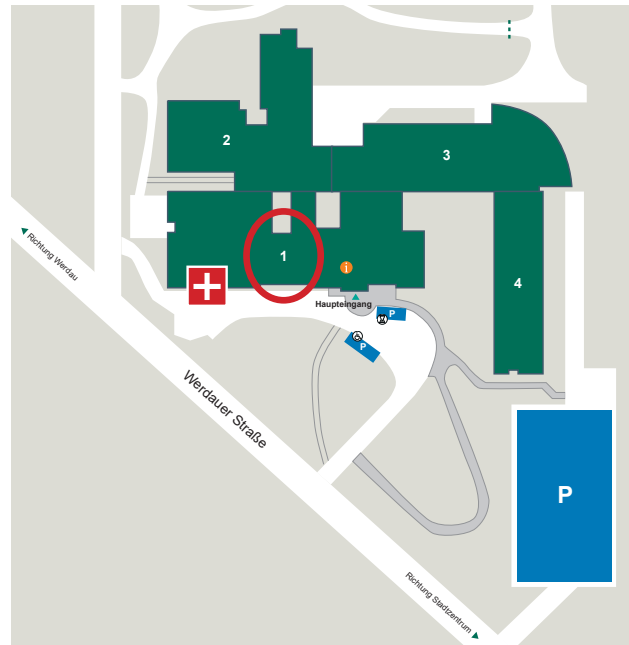 2
3
1
i
4
Richtung Werdau
Haupteingang
P
P
Werdauer Straße
P
Richtung Stadtzentrum